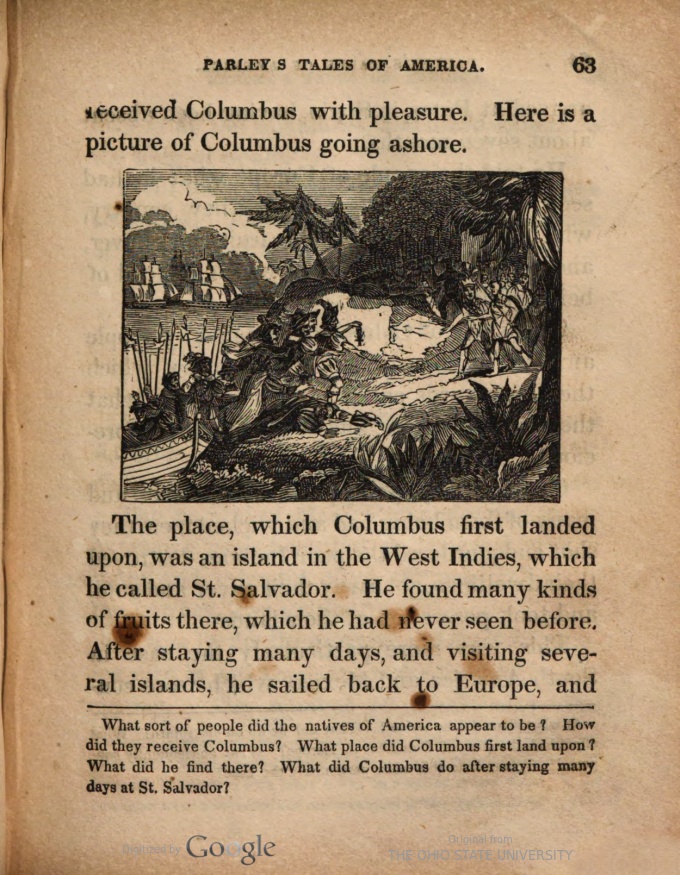 PARLEY S TALES OF AMERICA. 63
received Columbus with pleasure. Here is a
picture of Columbus going ashore.
The place, which Columbus first landed
upon, was an island in the West Indies, which
he called St. Salvador. He found many kinds
of fruits there, which he had never seen before.
After staying many days, and visiting seve-
ral islands, he sailed back to Europe, and
What sort of people did the natives of America appear to be? How
did they receive Columbus? What place did Columbus first land upon?
What did he find there? What did Columbus do after staying many
days at St. Salvador?
Digitized by Google
Original from
THE OHIO STATE UNIVERSITY